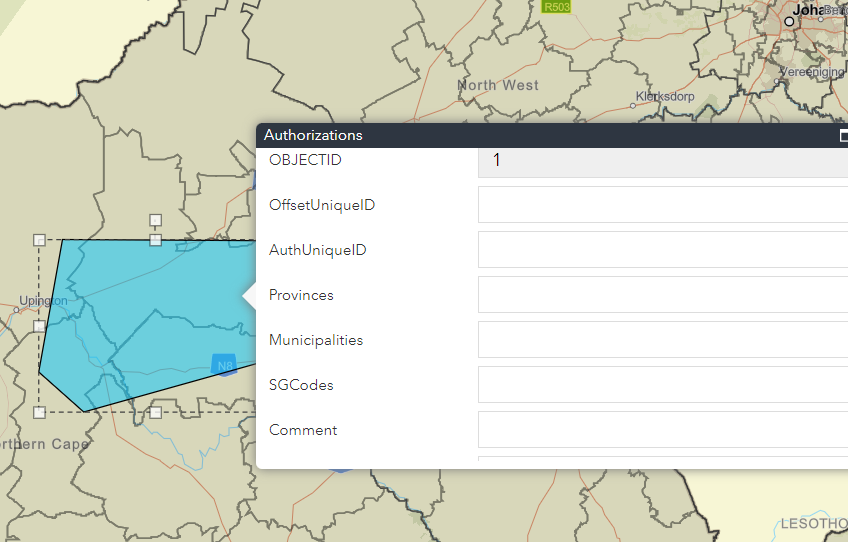 R503
Joha
North West
Vereeniging
Klerksdorp
Authorizations
OBJECTID
1
OffsetUniqueID
AuthUniqueID
Provinces
Upington
Municipalities
N8
SGCodes
Comment
rthern Cape
LESOTHO